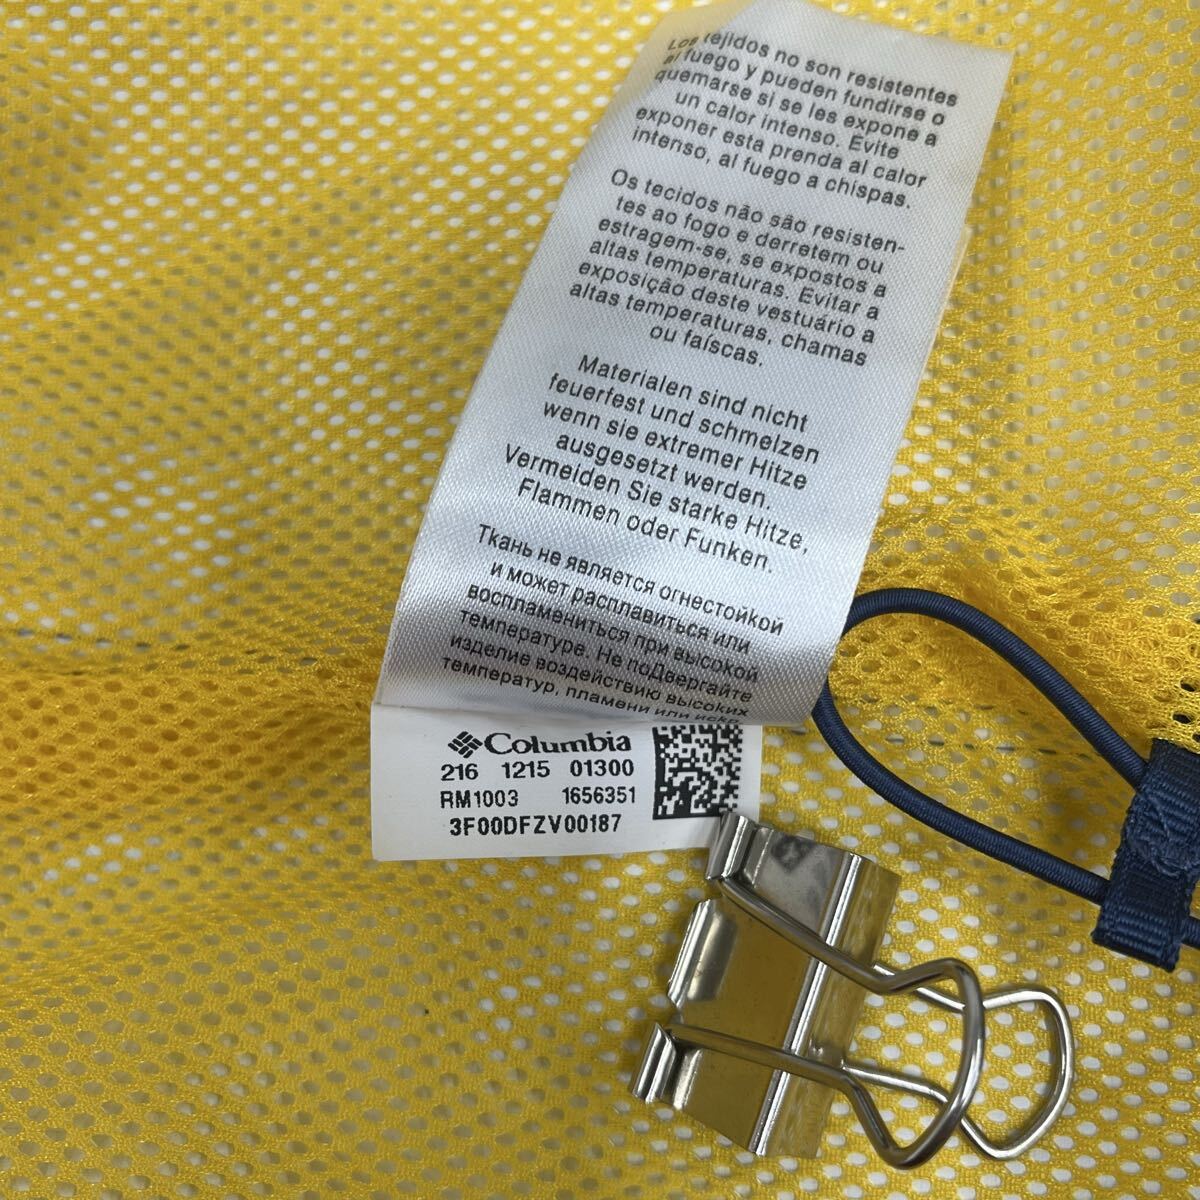 Los tejidos no son resistentes
al fuego y pueden fundirse o
quemarse si se les expone a
un calor intenso. Evite
exponer esta prenda al calor
intenso, al fuego a chispas.
Os tecidos não são resisten-
tes ao fogo e derretem ou
estragem-se, se expostos a
altas temperaturas. Evitar a
exposição deste vestuário a
altas temperaturas, chamas
ou faíscas.
Materialen sind nicht
feuerfest und schmelzen
wenn sie extremer Hitze
ausgesetzt werden.
Vermeiden Sie starke Hitze,
Flammen oder Funken.
Ткань не является огнестойкой
и может расплавиться или
воспламениться при высокой
температуре. Не поДвергайте
изделие воздействию высоких
температур, пламени или
Columbia
216 1215 01300
RM1003 1656351
3F00DFZV00187